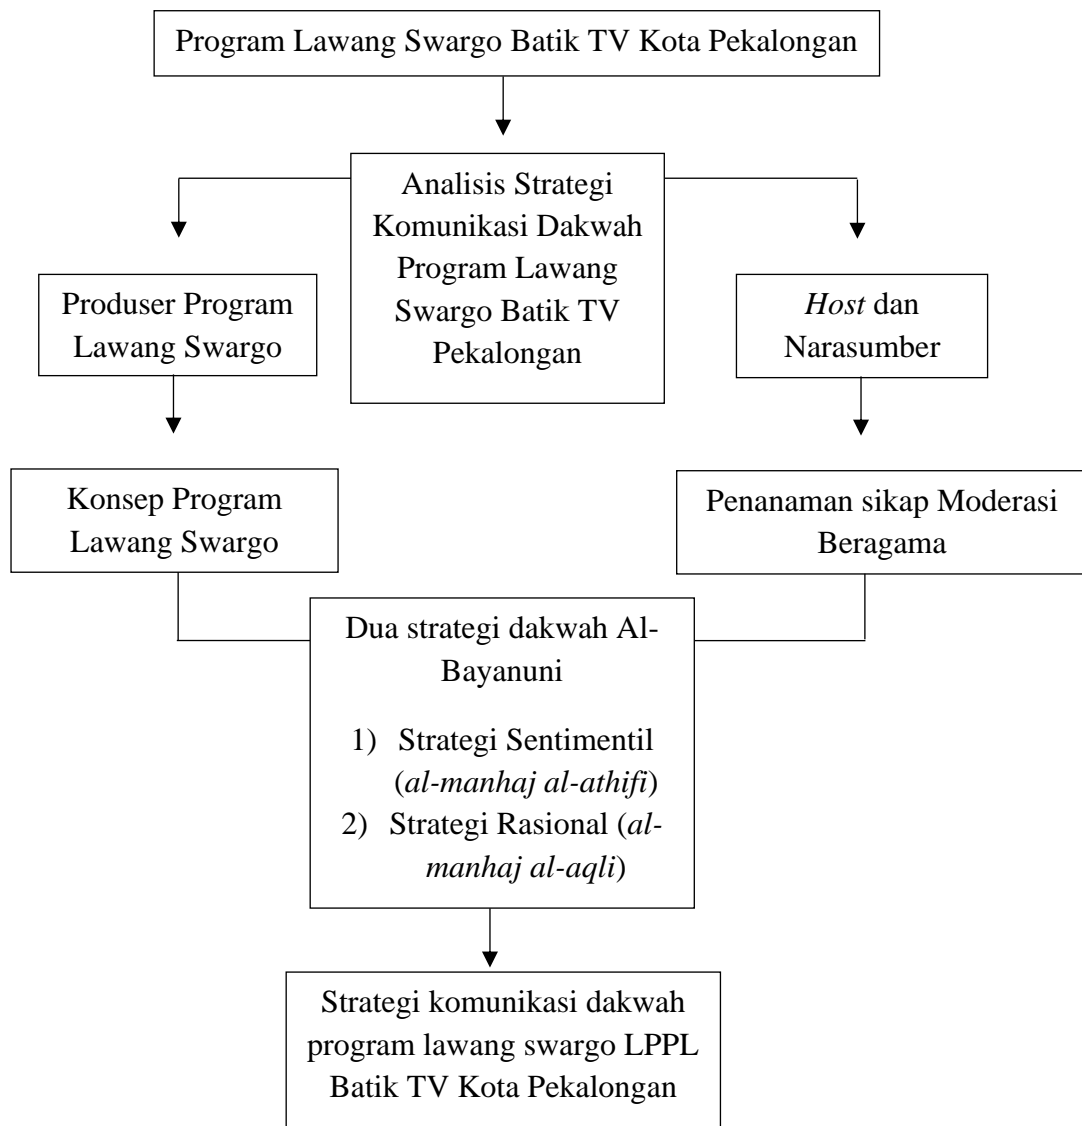 Program Lawang Swargo Batik TV Kota Pekalongan
Analisis Strategi
Komunikasi Dakwah
Program Lawang
Swargo Batik TV
Pekalongan
Produser Program
Lawang Swargo
Host dan
Narasumber
Konsep Program
Lawang Swargo
Penanaman sikap Moderasi
Beragama
Dua strategi dakwah Al-
Bayanuni
1) Strategi Sentimentil
(al-manhaj al-athifi)
2) Strategi Rasional (al-
manhaj al-aqli)
Strategi komunikasi dakwah
program lawang swargo LPPL
Batik TV Kota Pekalongan